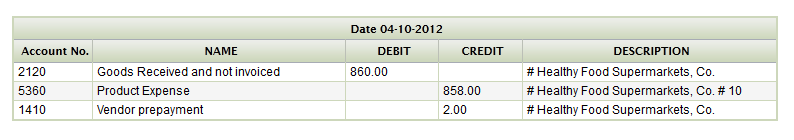 Date 04-10-2012
Account No. NAME DEBIT CREDIT DESCRIPTION
2120 Goods Received and not invoiced 860.00 # Healthy Food Supermarkets, Co.
5360 Product Expense 858.00 # Healthy Food Supermarkets, Co. # 10
1410 Vendor prepayment 2.00 # Healthy Food Supermarkets, Co.